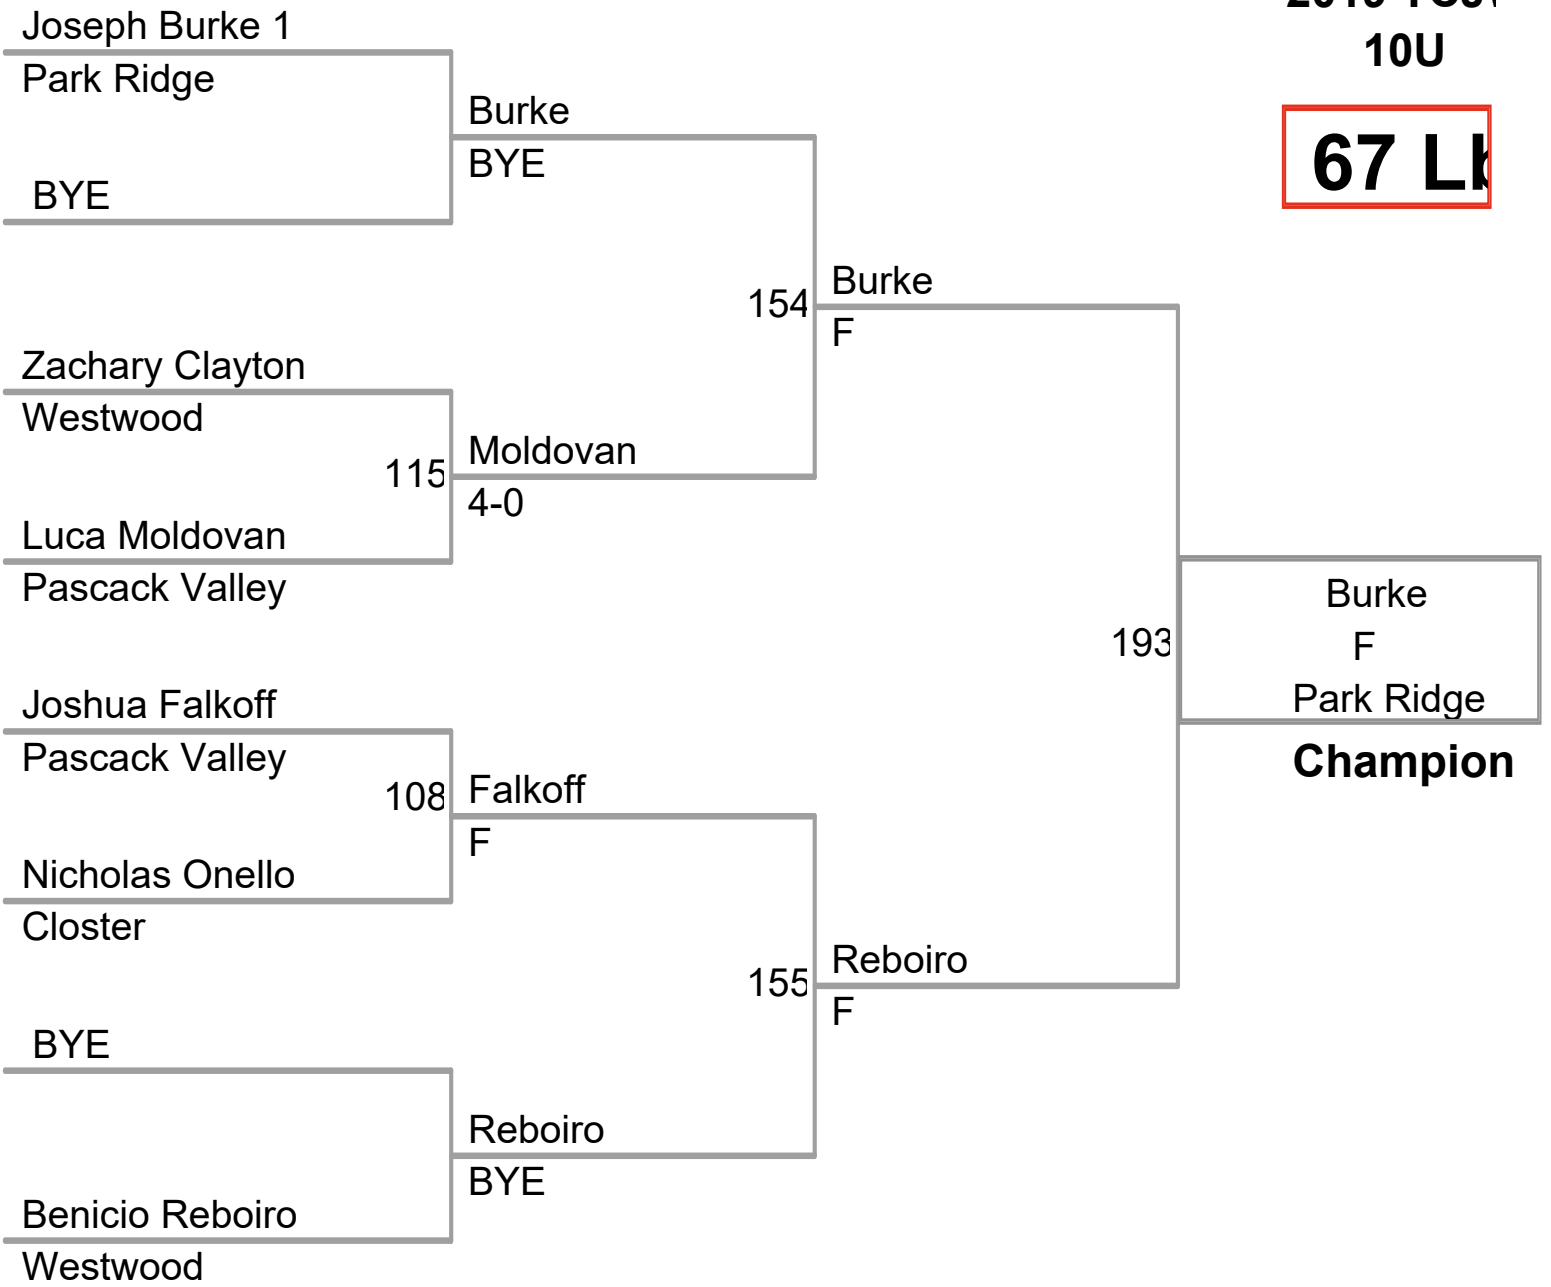 Joseph Burke 1
Park Ridge
BYE
Burke
BYE
10U
67
Zachary Clayton
Westwood
115
Luca Moldovan
Pascack Valley
Moldovan
4-0
154
Burke
F
Joshua Falkoff
Pascack Valley
108
Nicholas Onello
Closter
Falkoff
F
BYE
Benicio Reboiro
Westwood
Reboiro
BYE
155
Reboiro
F
193
Burke
F
Park Ridge
Champion